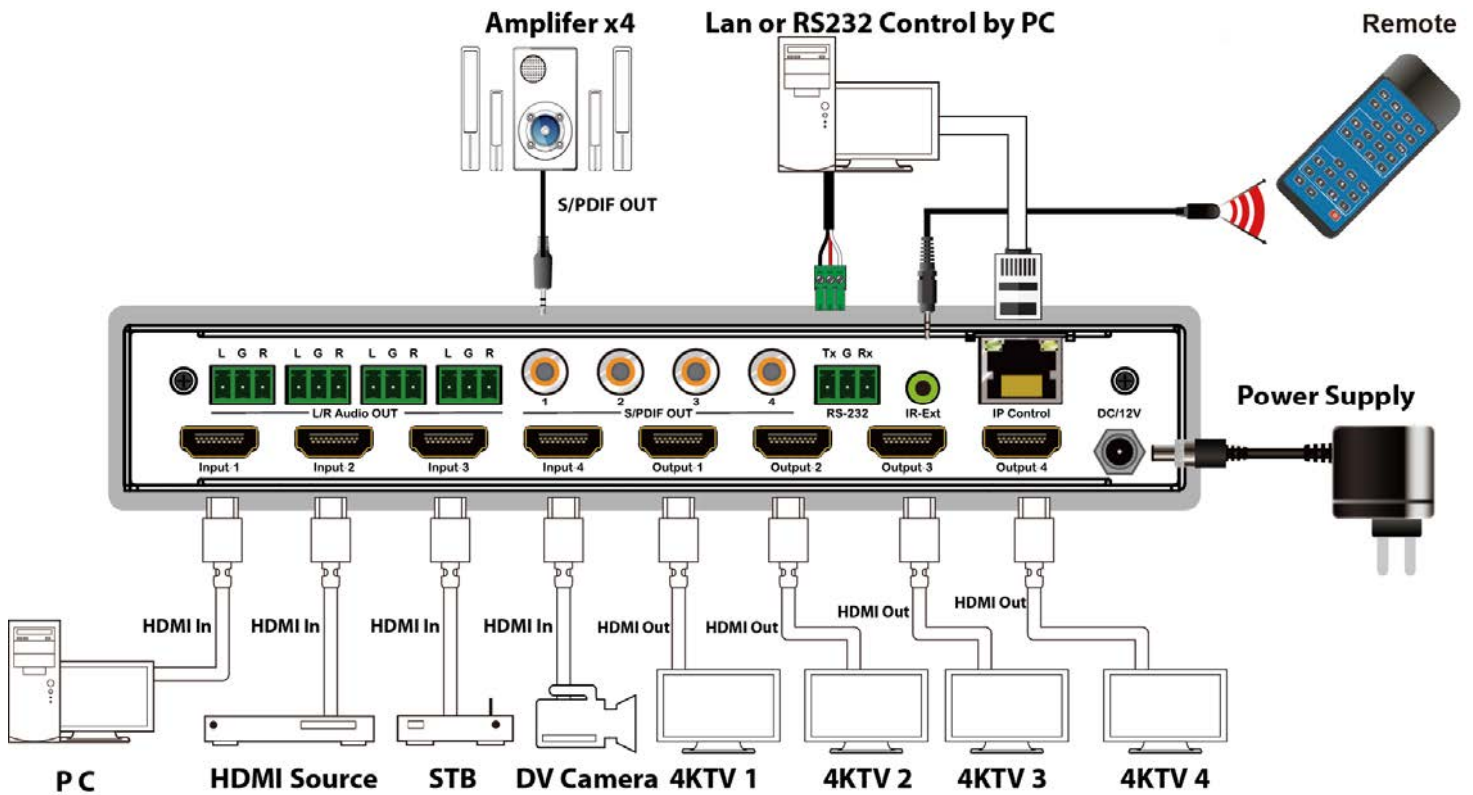 Amplifer x4
Lan or RS232 Control by PC
Remote
S/PDIF OUT
L G R
L G R
L G R
L G R
1
2
3
4
Tx G Rx
L/R Audio OUT
S/PDIF OUT
RS-232
IR-Ext
IP Control
DC/12V
Power Supply
Input 1
Input 2
Input 3
Input 4
Output 1
Output 2
Output 3
Output 4
HDMI In
HDMI In
HDMI In
HDMI In
HDMI Out
HDMI Out
HDMI Out
HDMI Out
PC
HDMI Source
STB
DV Camera
4KTV 1
4KTV 2
4KTV 3
4KTV 4